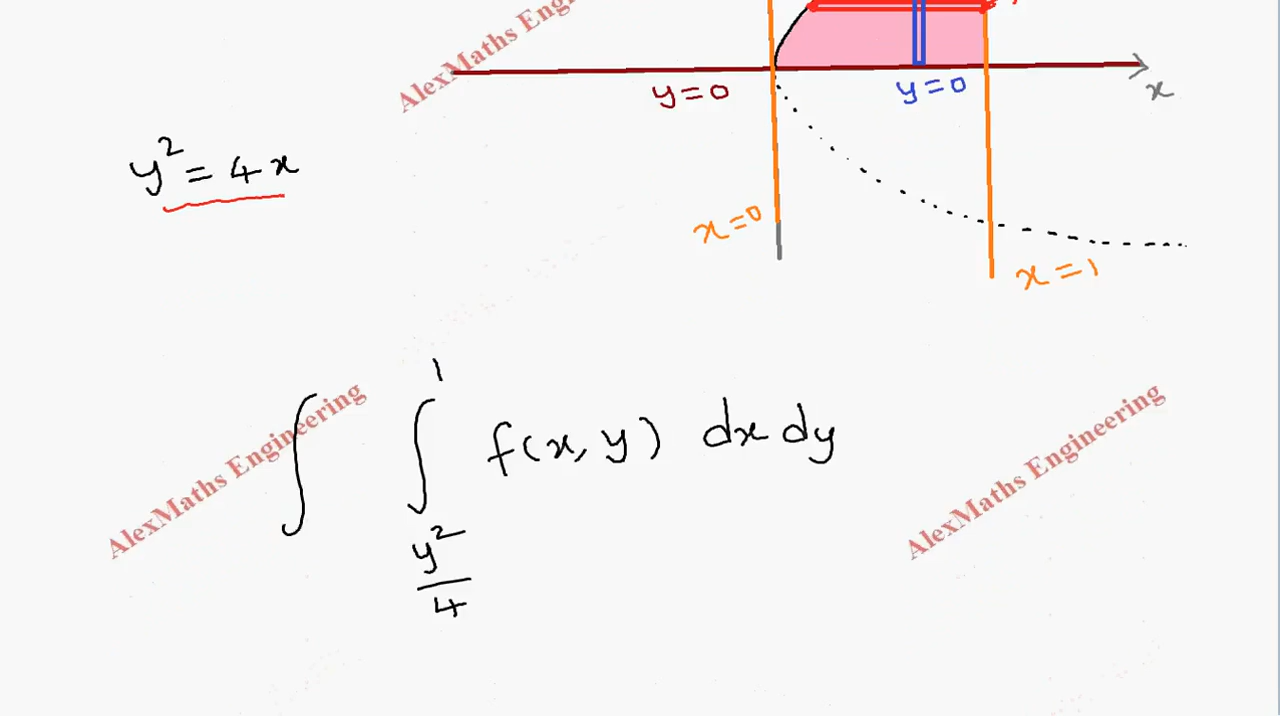 AlexMaths Engineering
y=0
y=0
x
y² = 4x
x=0
x=1
∫ ∫ f(x, y) dx dy
1
y²
4
AlexMaths Engineering
AlexMaths Engineering